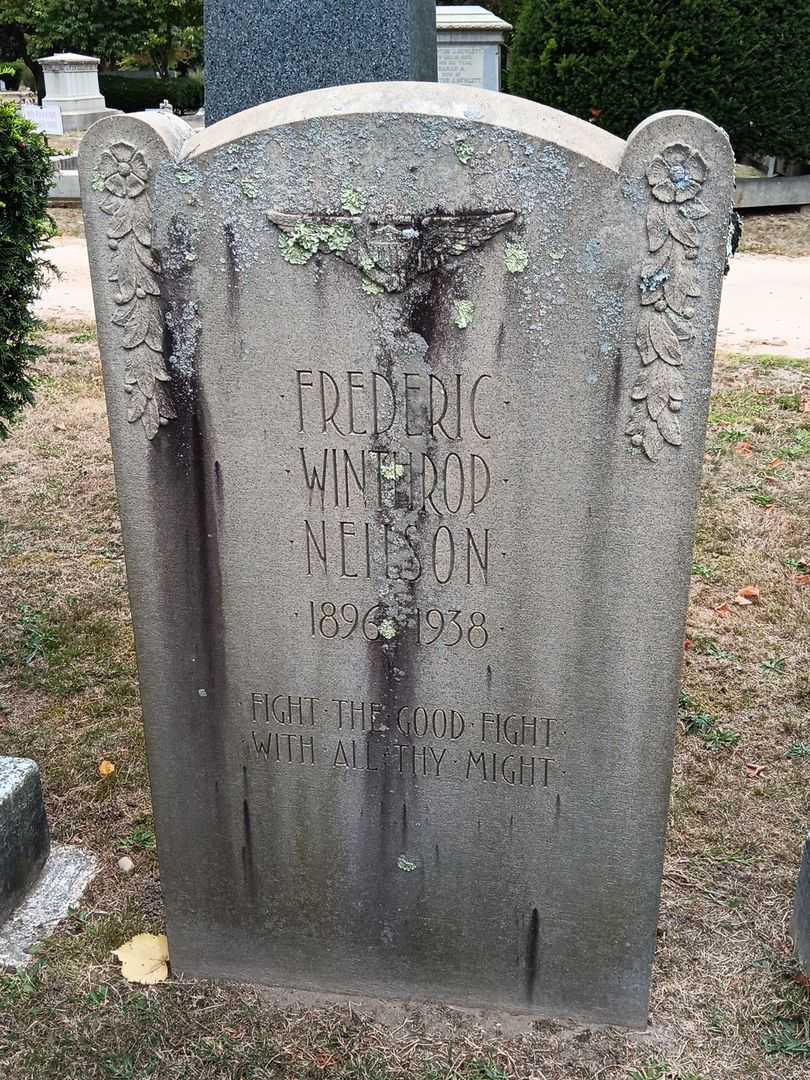 ·FREDERIC·
·WINTHROP·
·NEILSON·
·1896 1938·
·FIGHT·THE·GOOD·FIGHT·
·WITH·ALL·THY·MIGHT·